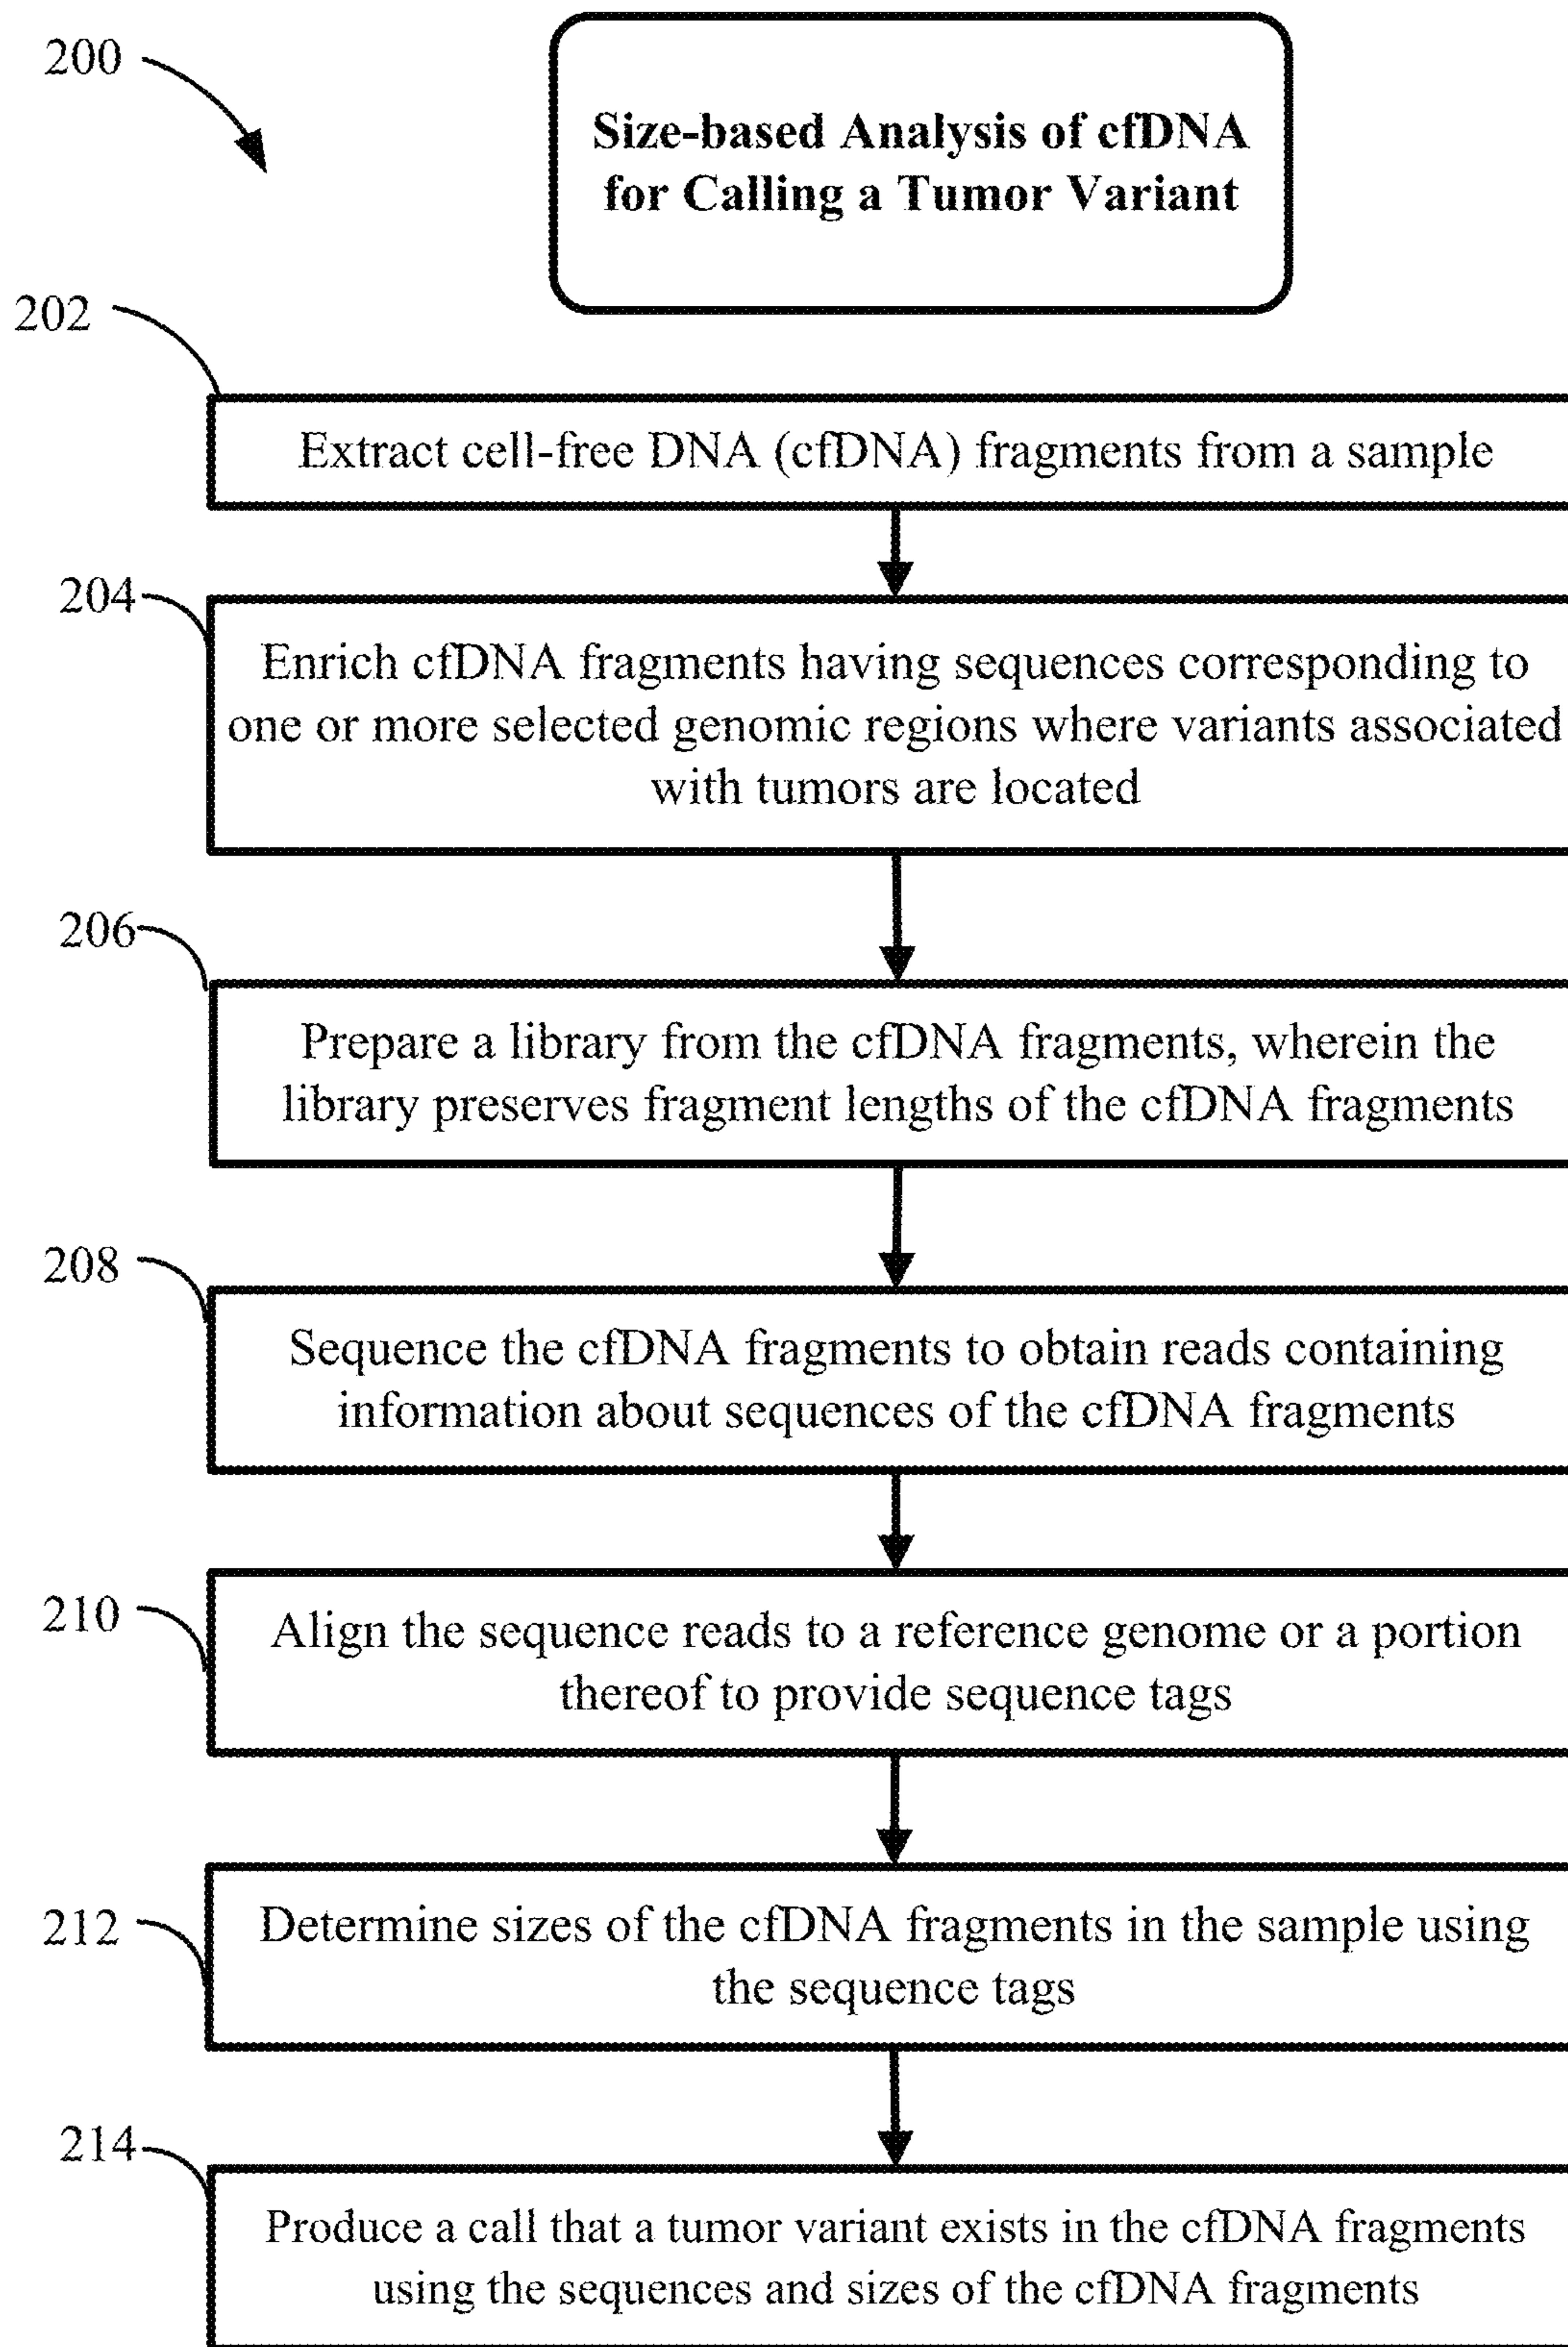 200
Size-based Analysis of cfDNA
for Calling a Tumor Variant
202
Extract cell-free DNA (cfDNA) fragments from a sample
204
Enrich cfDNA fragments having sequences corresponding to
one or more selected genomic regions where variants associated
with tumors are located
206
Prepare a library from the cfDNA fragments, wherein the
library preserves fragment lengths of the cfDNA fragments
208
Sequence the cfDNA fragments to obtain reads containing
information about sequences of the cfDNA fragments
210
Align the sequence reads to a reference genome or a portion
thereof to provide sequence tags
212
Determine sizes of the cfDNA fragments in the sample using
the sequence tags
214
Produce a call that a tumor variant exists in the cfDNA fragments
using the sequences and sizes of the cfDNA fragments